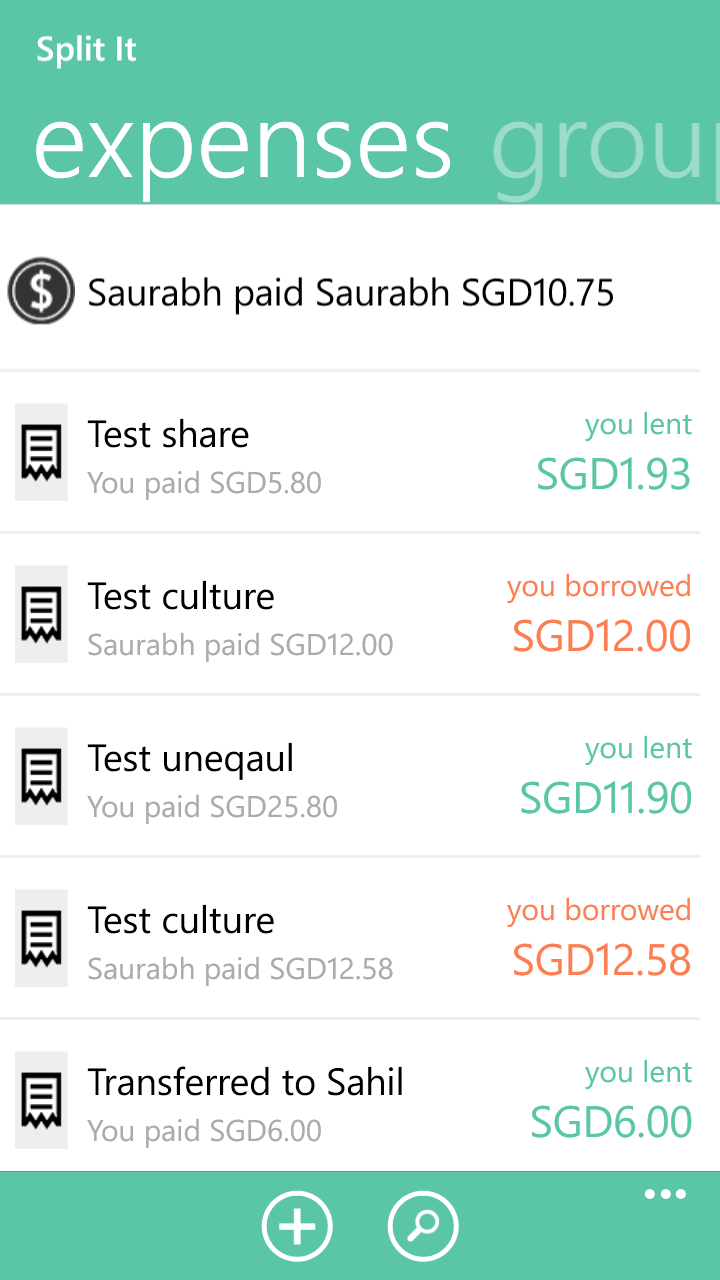 Split It
expenses group
$ Saurabh paid Saurabh SGD10.75
Test share
you lent
You paid SGD5.80
SGD1.93
Test culture
you borrowed
Saurabh paid SGD12.00
SGD12.00
Test uneqaul
you lent
You paid SGD25.80
SGD11.90
Test culture
you borrowed
Saurabh paid SGD12.58
SGD12.58
Transferred to Sahil
you lent
You paid SGD6.00
SGD6.00